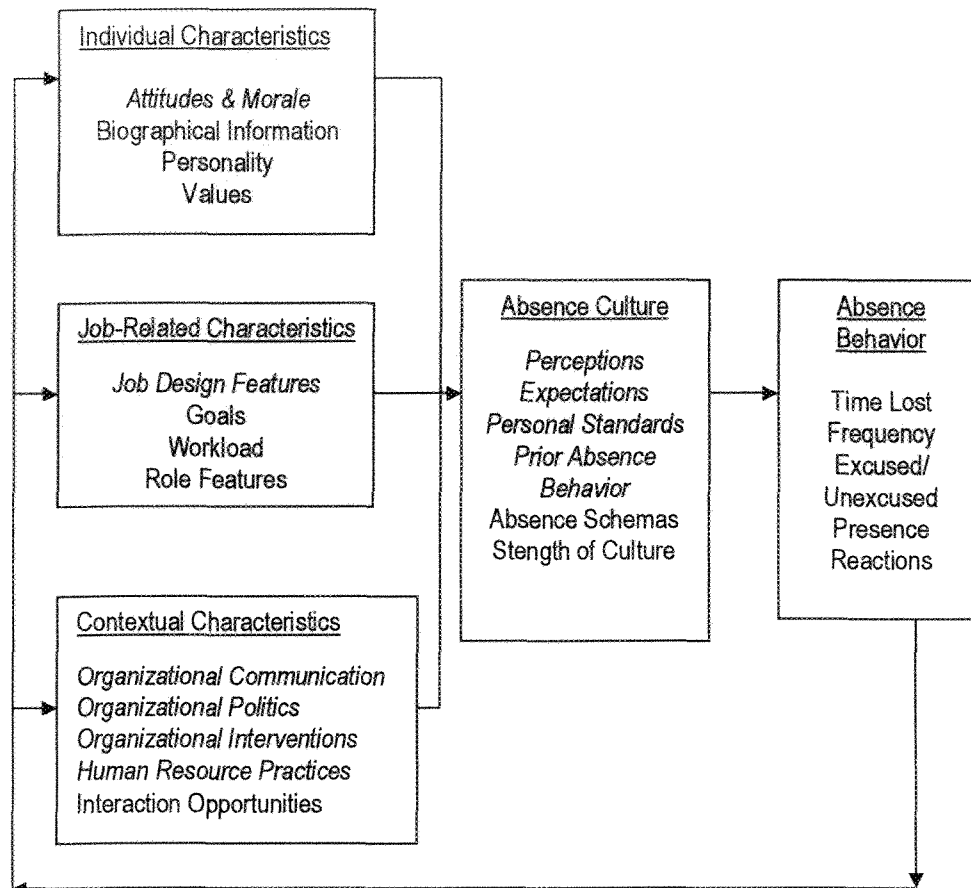 Individual Characteristics
Attitudes & Morale
Biographical Information
Personality
Values
Job-Related Characteristics
Job Design Features
Goals
Workload
Role Features
Contextual Characteristics
Organizational Communication
Organizational Politics
Organizational Interventions
Human Resource Practices
Interaction Opportunities
Absence Culture
Perceptions
Expectations
Personal Standards
Prior Absence
Behavior
Absence Schemas
Stength of Culture
Absence
Behavior
Time Lost
Frequency
Excused/
Unexcused
Presence
Reactions